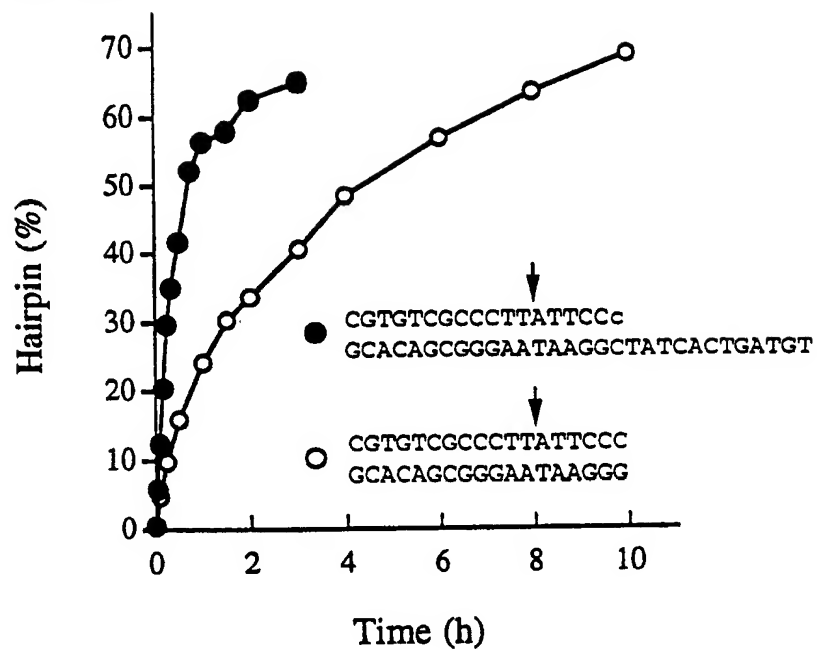 70
60
50
40
30
20
10
0
Hairpin (%)
CGTGTCGCCCTTATTCCc
GCACAGCGGGAATAAGGCTATCACTGATGT
CGTGTCGCCCTTATTCCC
GCACAGCGGGAATAAGGG
0 2 4 6 8 10
Time (h)